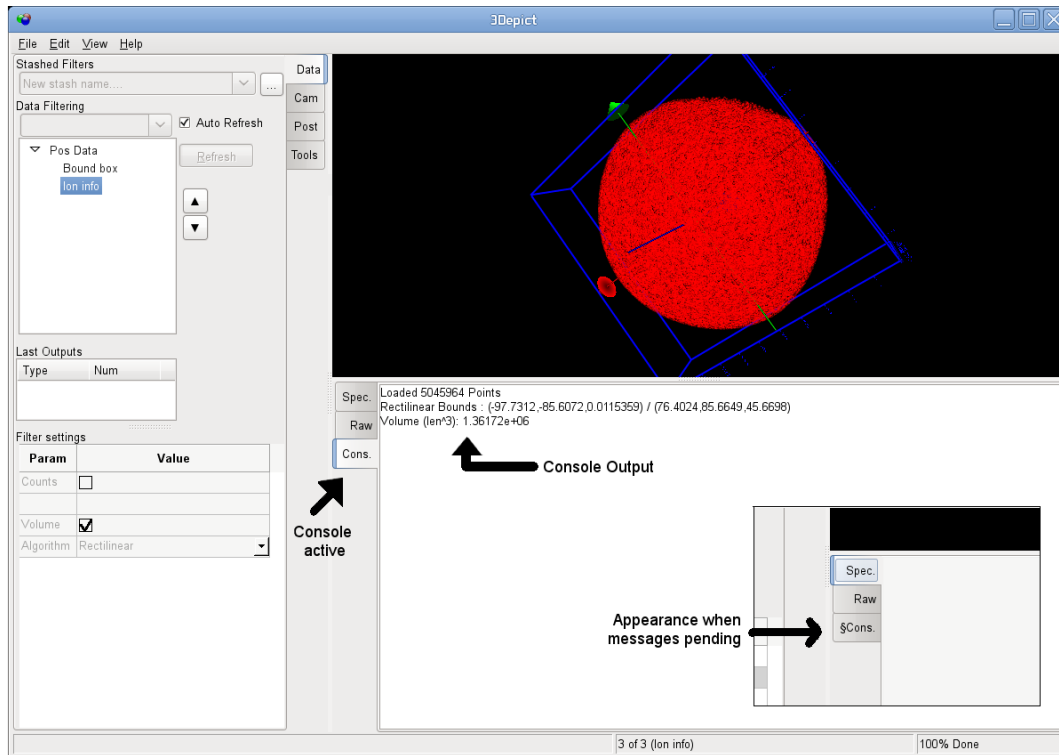 3Depict
File Edit View Help
Stashed Filters
New stash name....
...
Data Filtering
Auto Refresh
Pos Data
Bound box
Ion info
Refresh
Data
Cam
Post
Tools
Last Outputs
Type Num
Filter settings
Param Value
Counts
Volume
Algorithm Rectilinear
Spec.
Raw
Cons.
Loaded 5045964 Points
Rectilinear Bounds : (-97.7312,-85.6072,0.0115359) / (76.4024,85.6649,45.6698)
Volume (len^3): 1.36172e+06
Console Output
Console
active
Appearance when
messages pending
Spec.
Raw
§Cons.
3 of 3 (Ion info)
100% Done